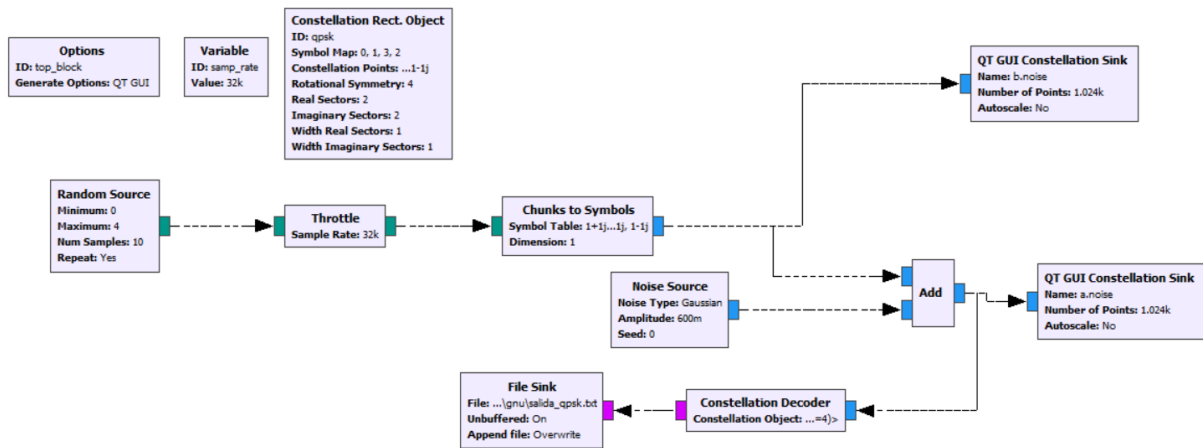 Options
ID: top_block
Generate Options: QT GUI
Variable
ID: samp_rate
Value: 32k
Constellation Rect. Object
ID: qpsk
Symbol Map: 0, 1, 3, 2
Constellation Points: ...1-1j
Rotational Symmetry: 4
Real Sectors: 2
Imaginary Sectors: 2
Width Real Sectors: 1
Width Imaginary Sectors: 1
QT GUI Constellation Sink
Name: b.noise
Number of Points: 1.024k
Autoscale: No
Random Source
Minimum: 0
Maximum: 4
Num Samples: 10
Repeat: Yes
Throttle
Sample Rate: 32k
Chunks to Symbols
Symbol Table: 1+1j...1j, 1-1j
Dimension: 1
Noise Source
Noise Type: Gaussian
Amplitude: 600m
Seed: 0
Add
QT GUI Constellation Sink
Name: a.noise
Number of Points: 1.024k
Autoscale: No
File Sink
File: ...\gnu\salida_qpsk.txt
Unbuffered: On
Append file: Overwrite
Constellation Decoder
Constellation Object: ...=4)>